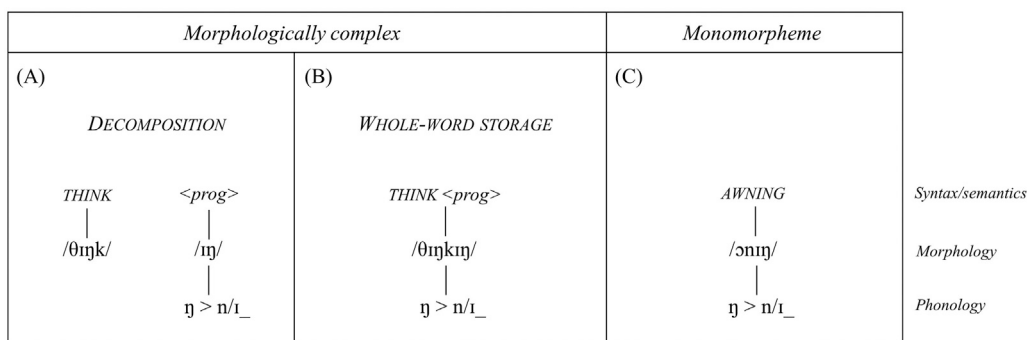 Morphologically complex Monomorpheme
(A) (B) (C)
DECOMPOSITION WHOLE-WORD STORAGE
THINK <prog> THINK <prog> AWNING Syntax/semantics
/θɪŋk/ /ɪŋ/ /θɪŋkɪŋ/ /ɔnɪŋ/ Morphology
ŋ > n/ɪ_ ŋ > n/ɪ_ ŋ > n/ɪ_ Phonology